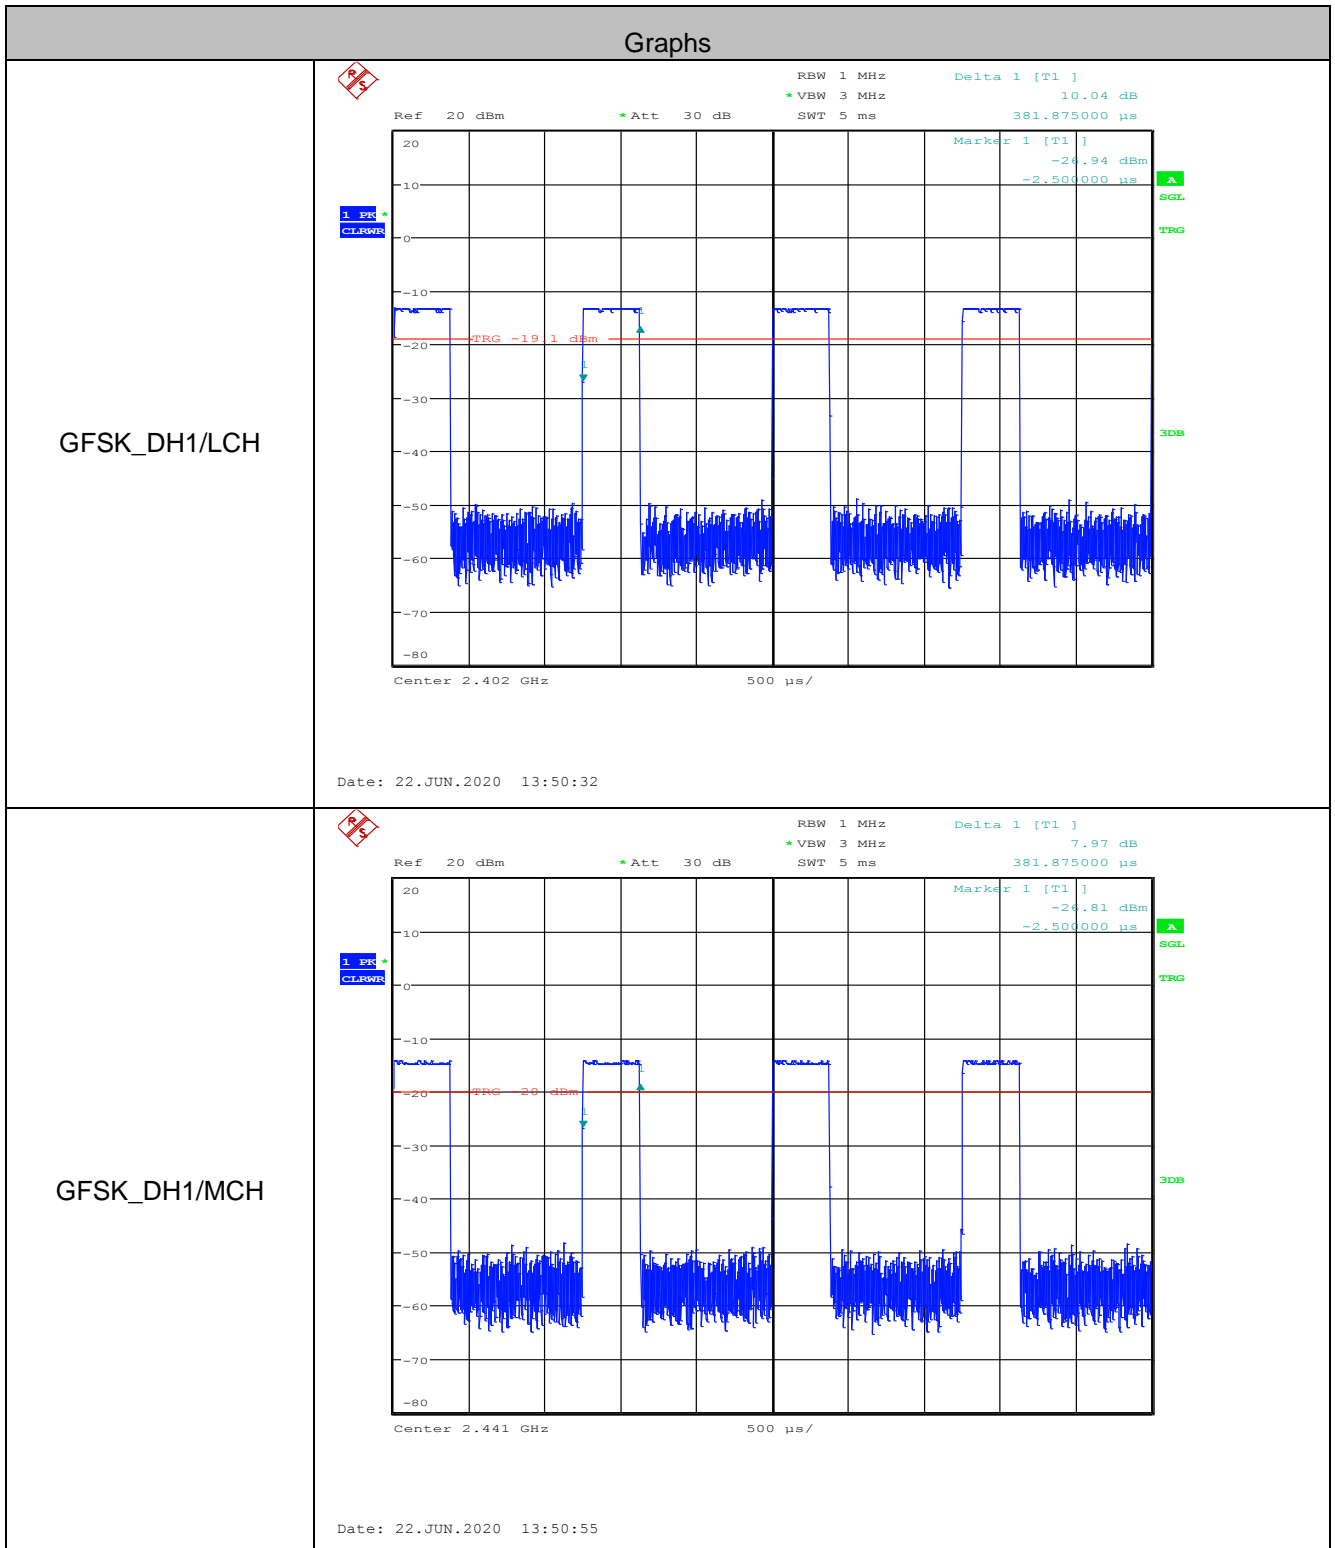 Graphs
GFSK_DH1/LCH
R S
RBW 1 MHz Delta 1 [T1 ]
*VBW 3 MHz 10.04 dB
Ref 20 dBm *Att 30 dB SWT 5 ms 381.875000 µs
20 Marker 1 [T1 ]
-26.94 dBm
10 -2.500000 µs A
SGL
1 PK *
CLRWR TRG
0
-10
1
TRG -19.1 dBm
-20
1
-30
3DB
-40
-50
-60
-70
-80
Center 2.402 GHz 500 µs/
Date: 22.JUN.2020 13:50:32
GFSK_DH1/MCH
R S
RBW 1 MHz Delta 1 [T1 ]
*VBW 3 MHz 7.97 dB
Ref 20 dBm *Att 30 dB SWT 5 ms 381.875000 µs
20 Marker 1 [T1 ]
-26.81 dBm
10 -2.500000 µs A
SGL
1 PK *
CLRWR TRG
0
-10
1
-20 TRG -20 dBm
1
-30
3DB
-40
-50
-60
-70
-80
Center 2.441 GHz 500 µs/
Date: 22.JUN.2020 13:50:55